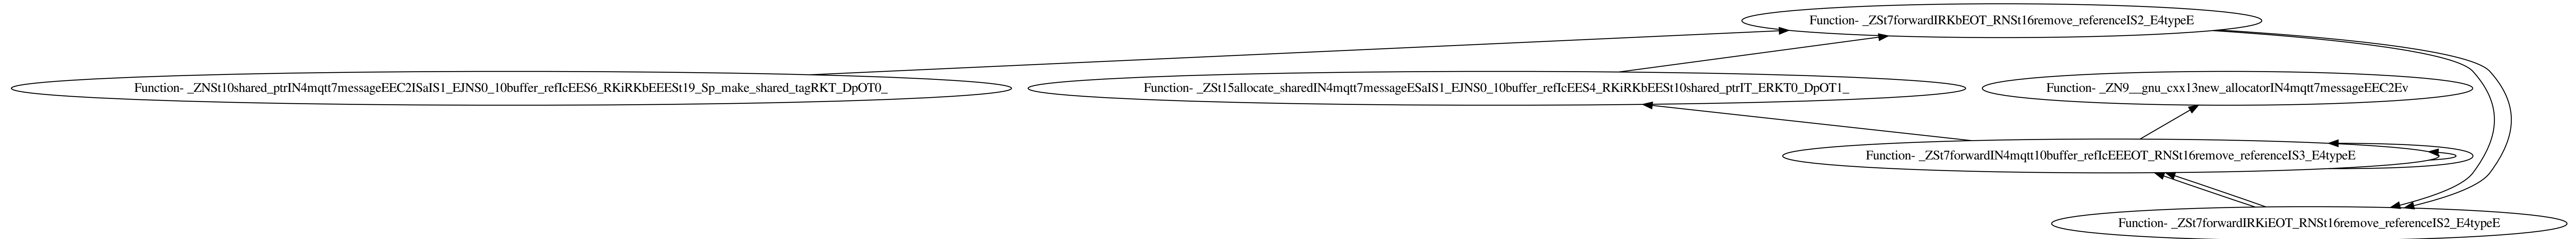 Function- _ZSt7forwardIRKbEOT_RNSt16remove_referenceIS2_E4typeE
Function- _ZNSt10shared_ptrIN4mqtt7messageEEC2ISaIS1_EJNS0_10buffer_refIcEES6_RKiRKbEEESt19_Sp_make_shared_tagRKT_DpOT0_
Function- _ZSt15allocate_sharedIN4mqtt7messageESaIS1_EJNS0_10buffer_refIcEES4_RKiRKbEESt10shared_ptrIT_ERKT0_DpOT1_
Function- _ZN9__gnu_cxx13new_allocatorIN4mqtt7messageEEC2Ev
Function- _ZSt7forwardIN4mqtt10buffer_refIcEEEOT_RNSt16remove_referenceIS3_E4typeE
Function- _ZSt7forwardIRKiEOT_RNSt16remove_referenceIS2_E4typeE